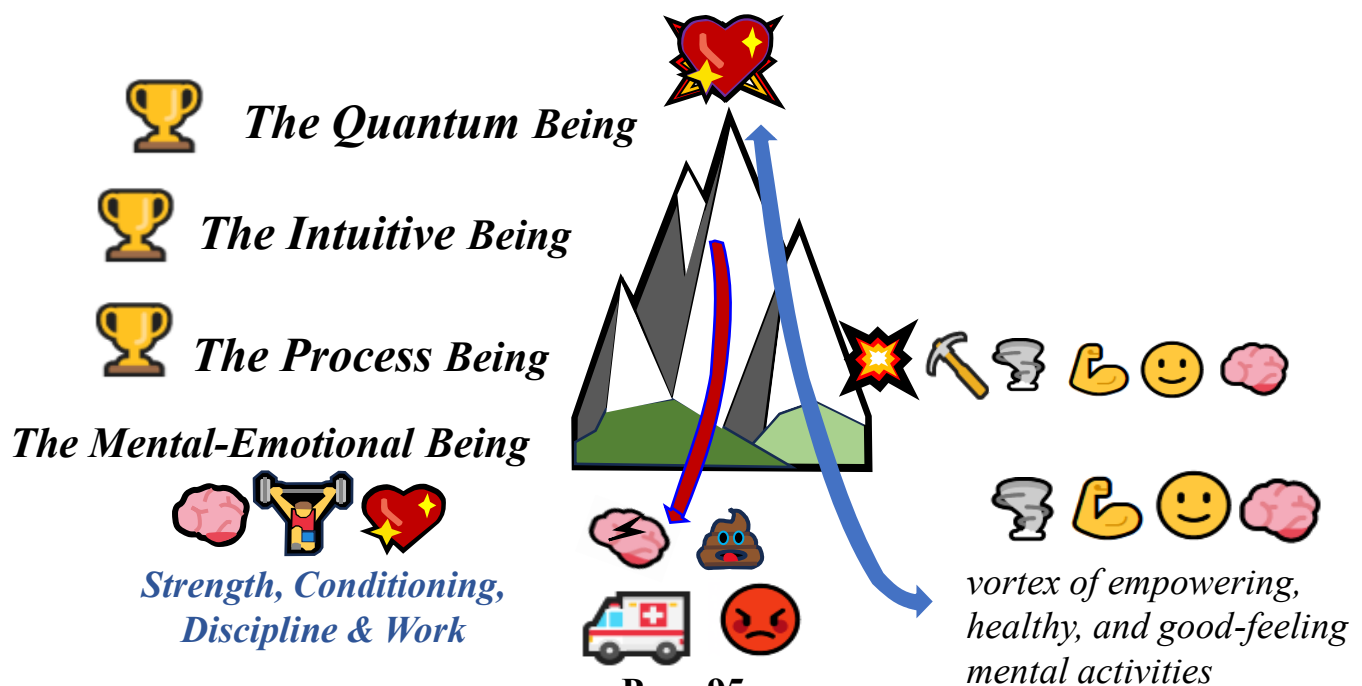 The Quantum Being
The Intuitive Being
The Process Being
The Mental-Emotional Being
Strength, Conditioning,
Discipline & Work
vortex of empowering,
healthy, and good-feeling
mental activities